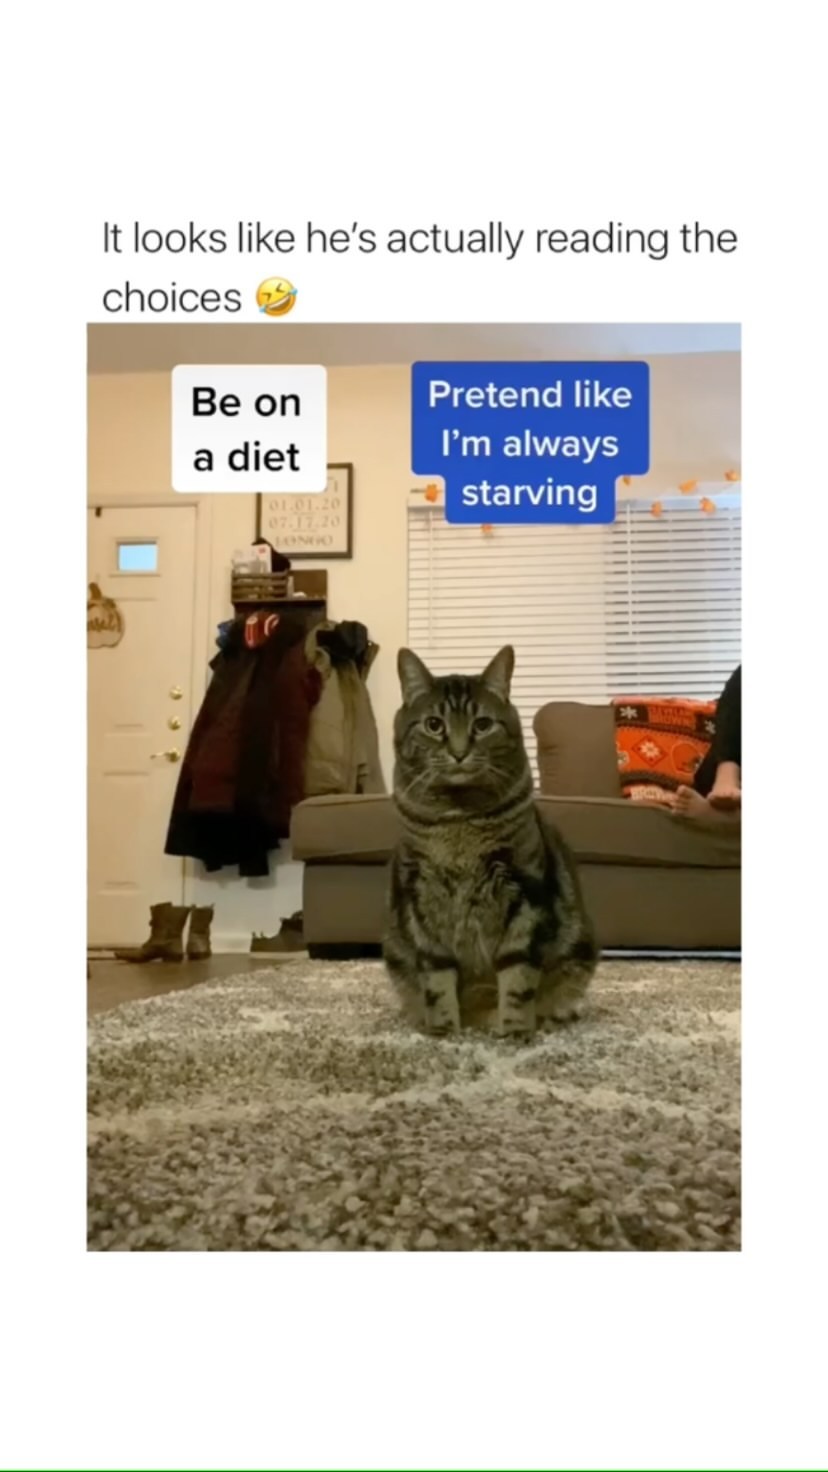 It looks like he's actually reading the
choices 🤣
Be on
a diet
Pretend like
I'm always
starving
01.01.20
07.17.20
LONGO